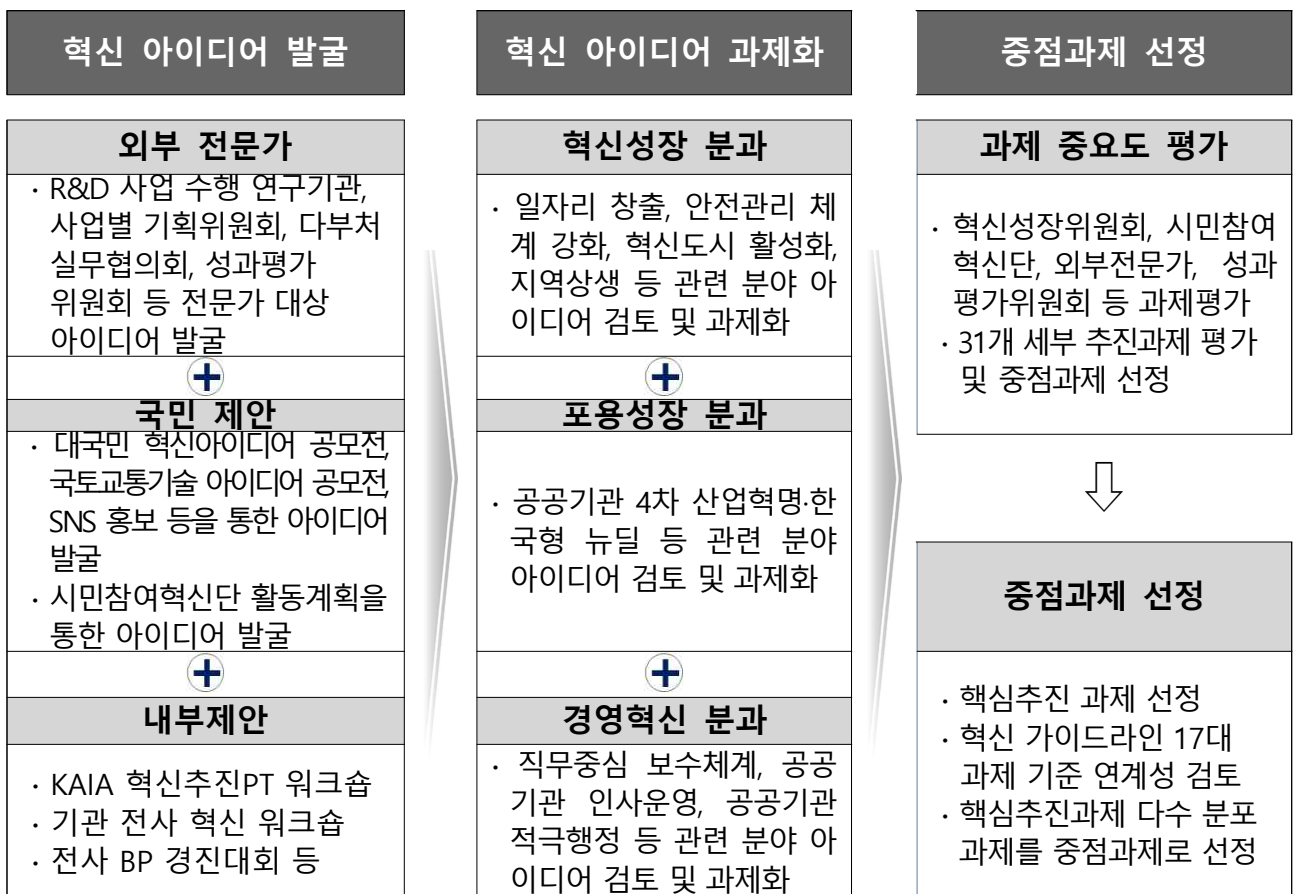 혁신 아이디어 발굴
외부 전문가
· R&D 사업 수행 연구기관,
사업별 기획위원회, 다부처
실무협의회, 성과평가
위원회 등 전문가 대상
아이디어 발굴
국민 제안
· 대국민 혁신아이디어 공모전,
국토교통기술 아이디어 공모전,
SNS 홍보 등을 통한 아이디어
발굴
· 시민참여혁신단 활동계획을
통한 아이디어 발굴
내부제안
· KAIA 혁신추진PT 워크숍
· 기관 전사 혁신 워크숍
· 전사 BP 경진대회 등
혁신 아이디어 과제화
혁신성장 분과
· 일자리 창출, 안전관리 체
계 강화, 혁신도시 활성화,
지역상생 등 관련 분야 아
이디어 검토 및 과제화
포용성장 분과
· 공공기관 4차 산업혁명·한
국형 뉴딜 등 관련 분야
아이디어 검토 및 과제화
경영혁신 분과
· 직무중심 보수체계, 공공
기관 인사운영, 공공기관
적극행정 등 관련 분야 아
이디어 검토 및 과제화
중점과제 선정
과제 중요도 평가
· 혁신성장위원회, 시민참여
혁신단, 외부전문가, 성과
평가위원회 등 과제평가
· 31개 세부 추진과제 평가
및 중점과제 선정
중점과제 선정
· 핵심추진 과제 선정
· 혁신 가이드라인 17대
과제 기준 연계성 검토
· 핵심추진과제 다수 분포
과제를 중점과제로 선정